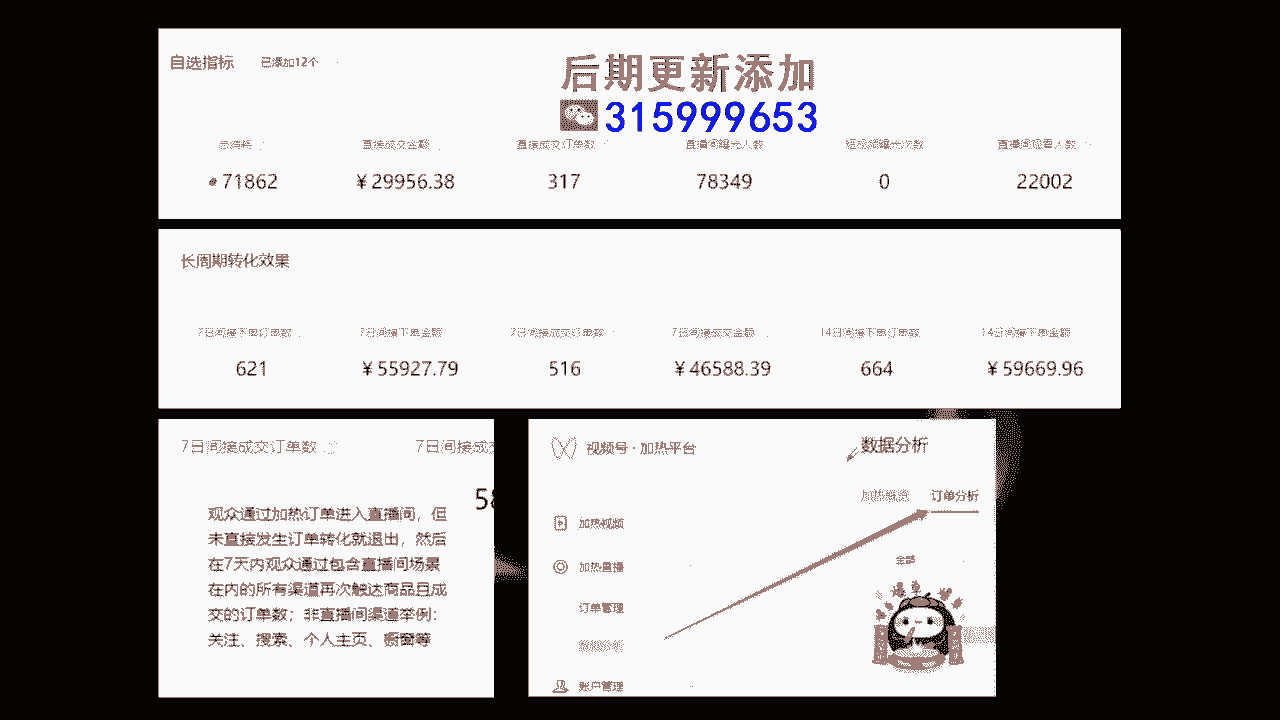 自选指标 已添加12个
后期更新添加
315999653
总消耗 直接成交金额 直接成交订单数 直播间曝光人数 短视频曝光次数 直播间观看人数
71862 ¥29956.38 317 78349 0 22002
长周期转化效果
7日间接下单订单数 7日间接下单金额 7日间接成交订单数 7日间接成交金额 14日间接下单订单数 14日间接下单金额
621 ¥55927.79 516 ¥46588.39 664 ¥59669.96
7日间接成交订单数 7日间接成交
58
观众通过加热订单进入直播间，但
未直接发生订单转化就退出，然后
在7天内观众通过包含直播间场景
在内的所有渠道再次触达商品且成
交的订单数；非直播间渠道举例：
关注、搜索、个人主页、橱窗等
视频号·加热平台
数据分析
加热概览 订单分析
加热视频
全部
加热直播
订单管理
数据分析
账户管理